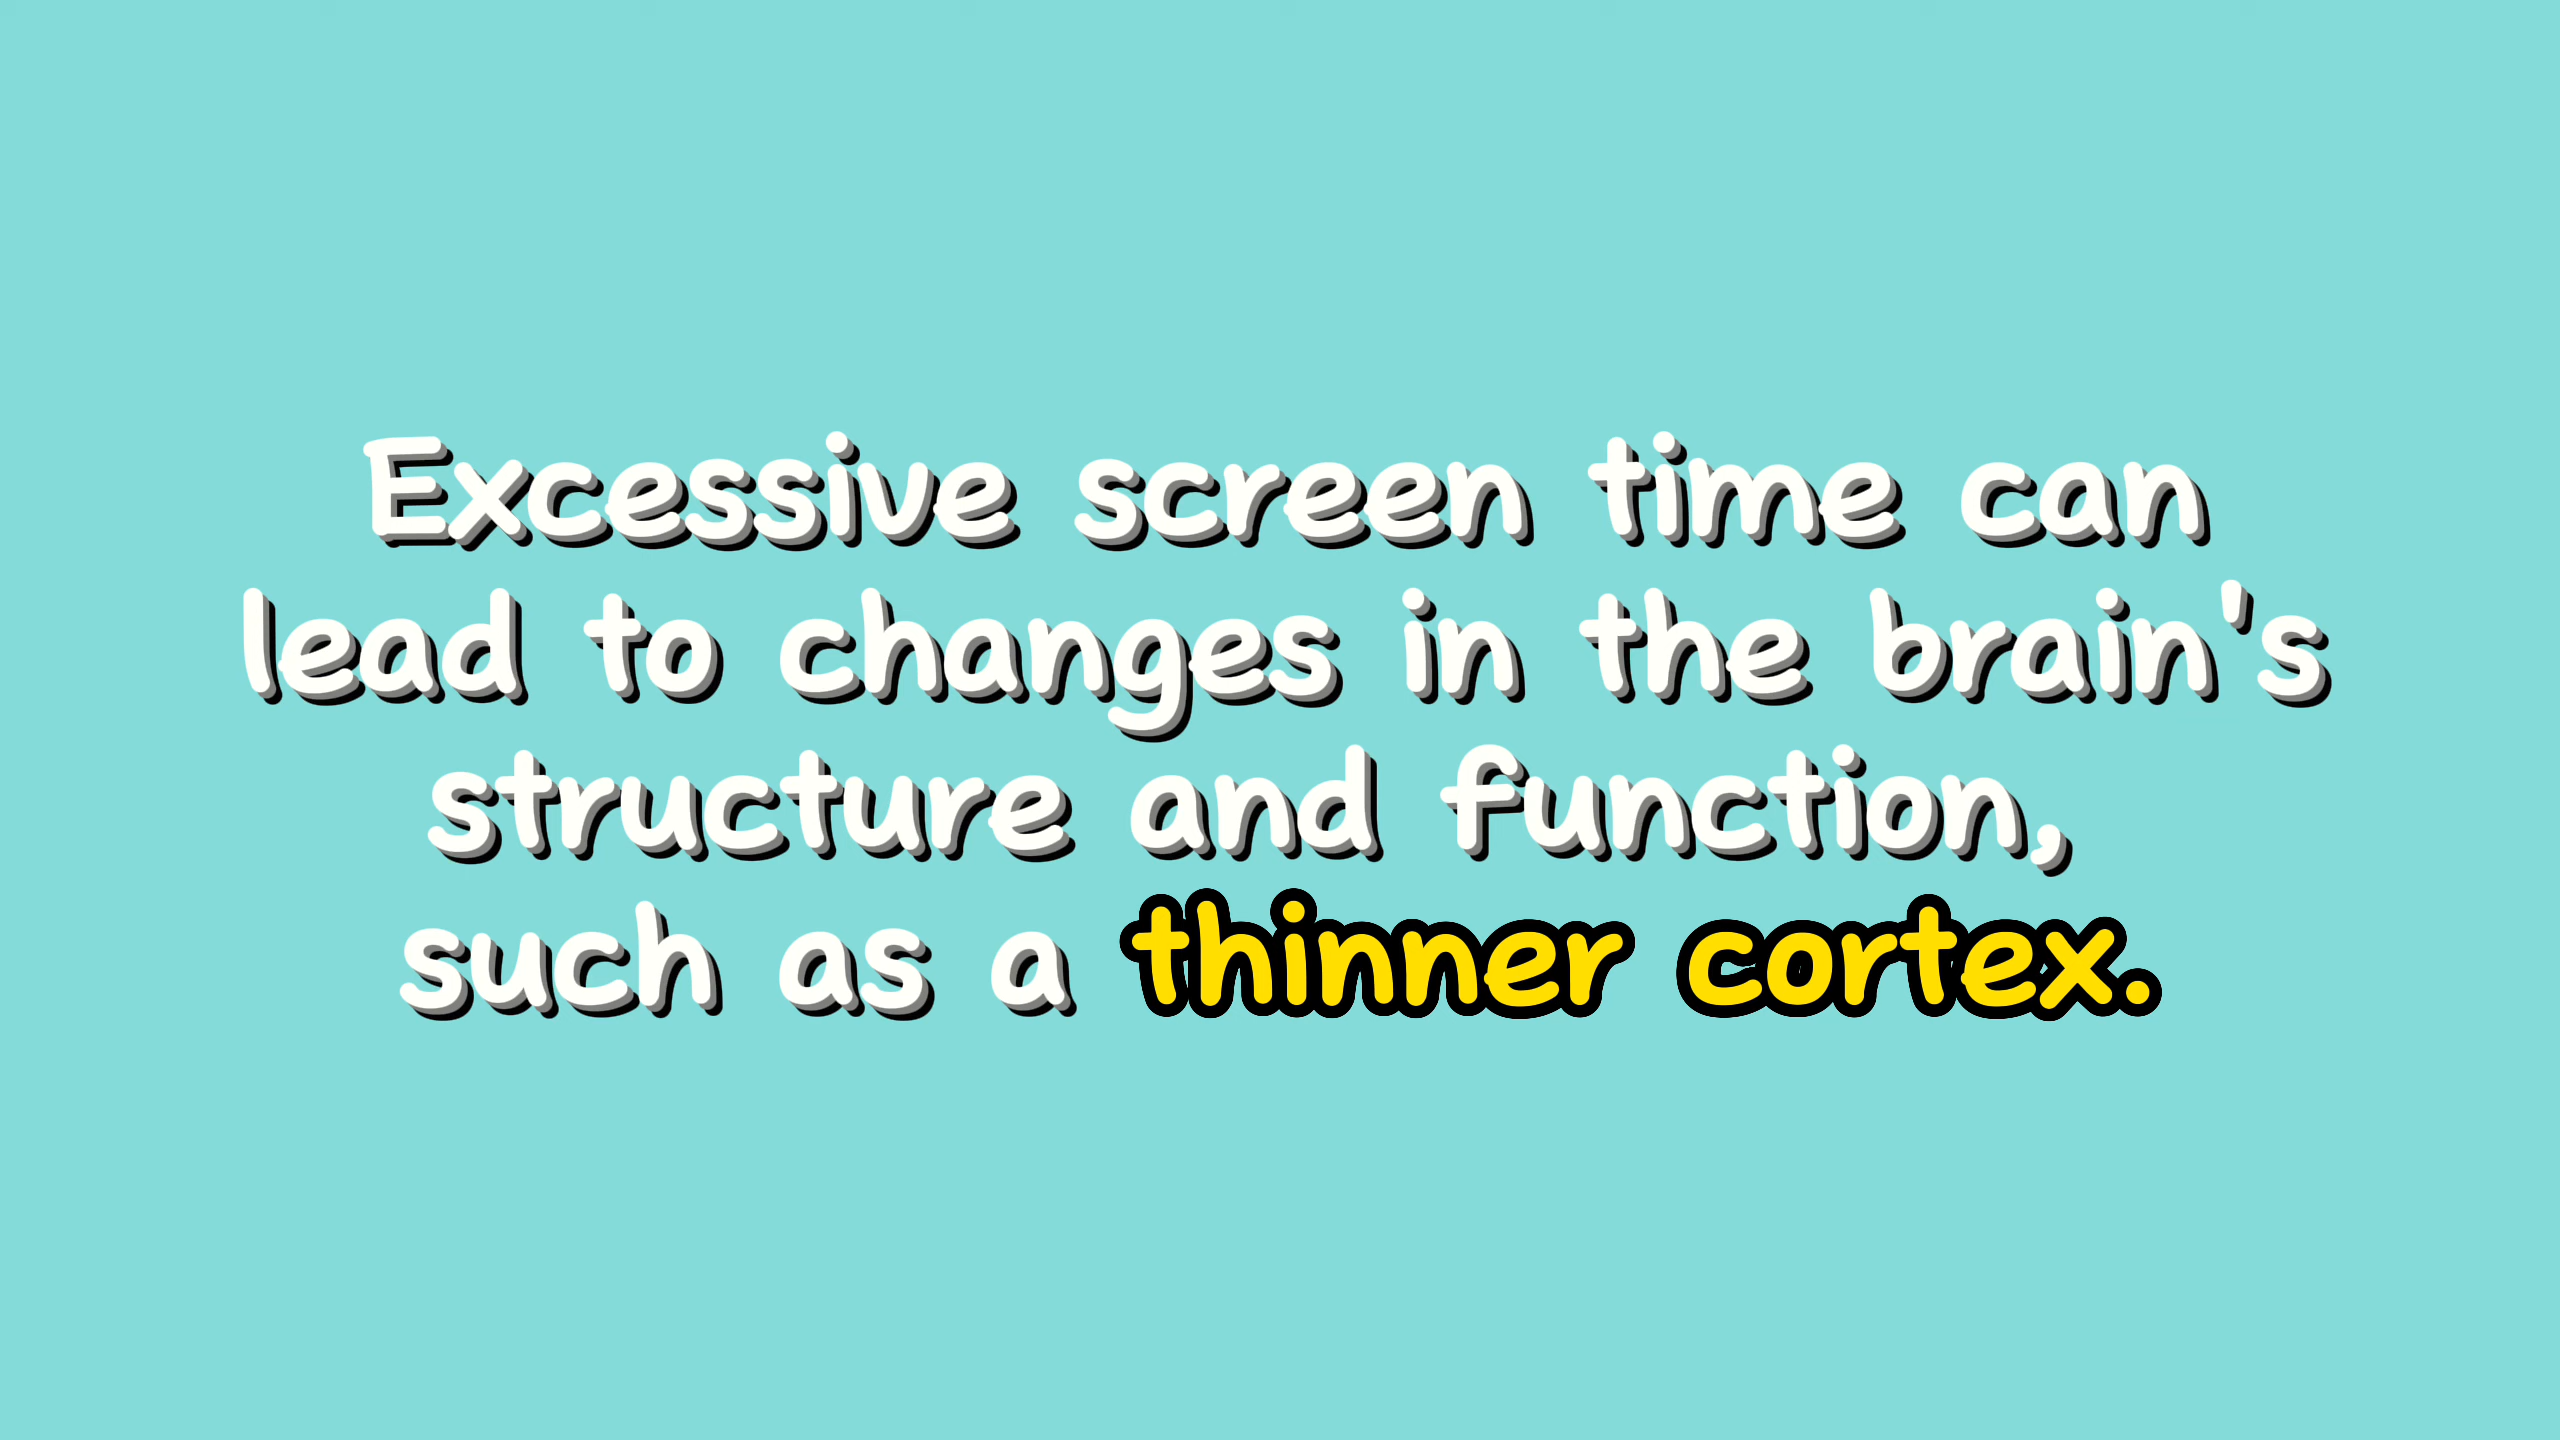 Excessive screen time can
lead to changes in the brain's
structure and function,
such as a thinner cortex.